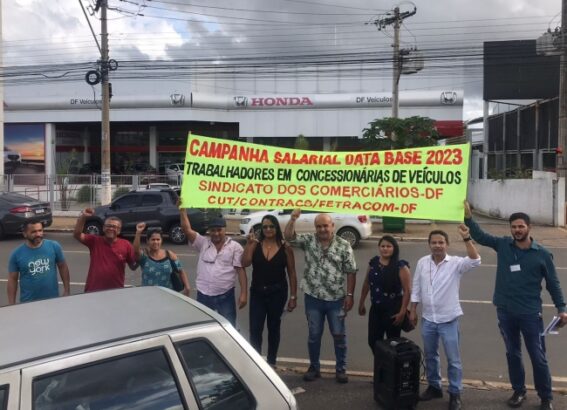 DF Veículos
HONDA
DF Veículos
CAMPANHA SALARIAL DATA BASE 2023
TRABALHADORES EM CONCESSIONÁRIAS DE VEÍCULOS
SINDICATO DOS COMERCIÁRIOS-DF
CUT/CONTRACS/FETRACOM-DF
new york